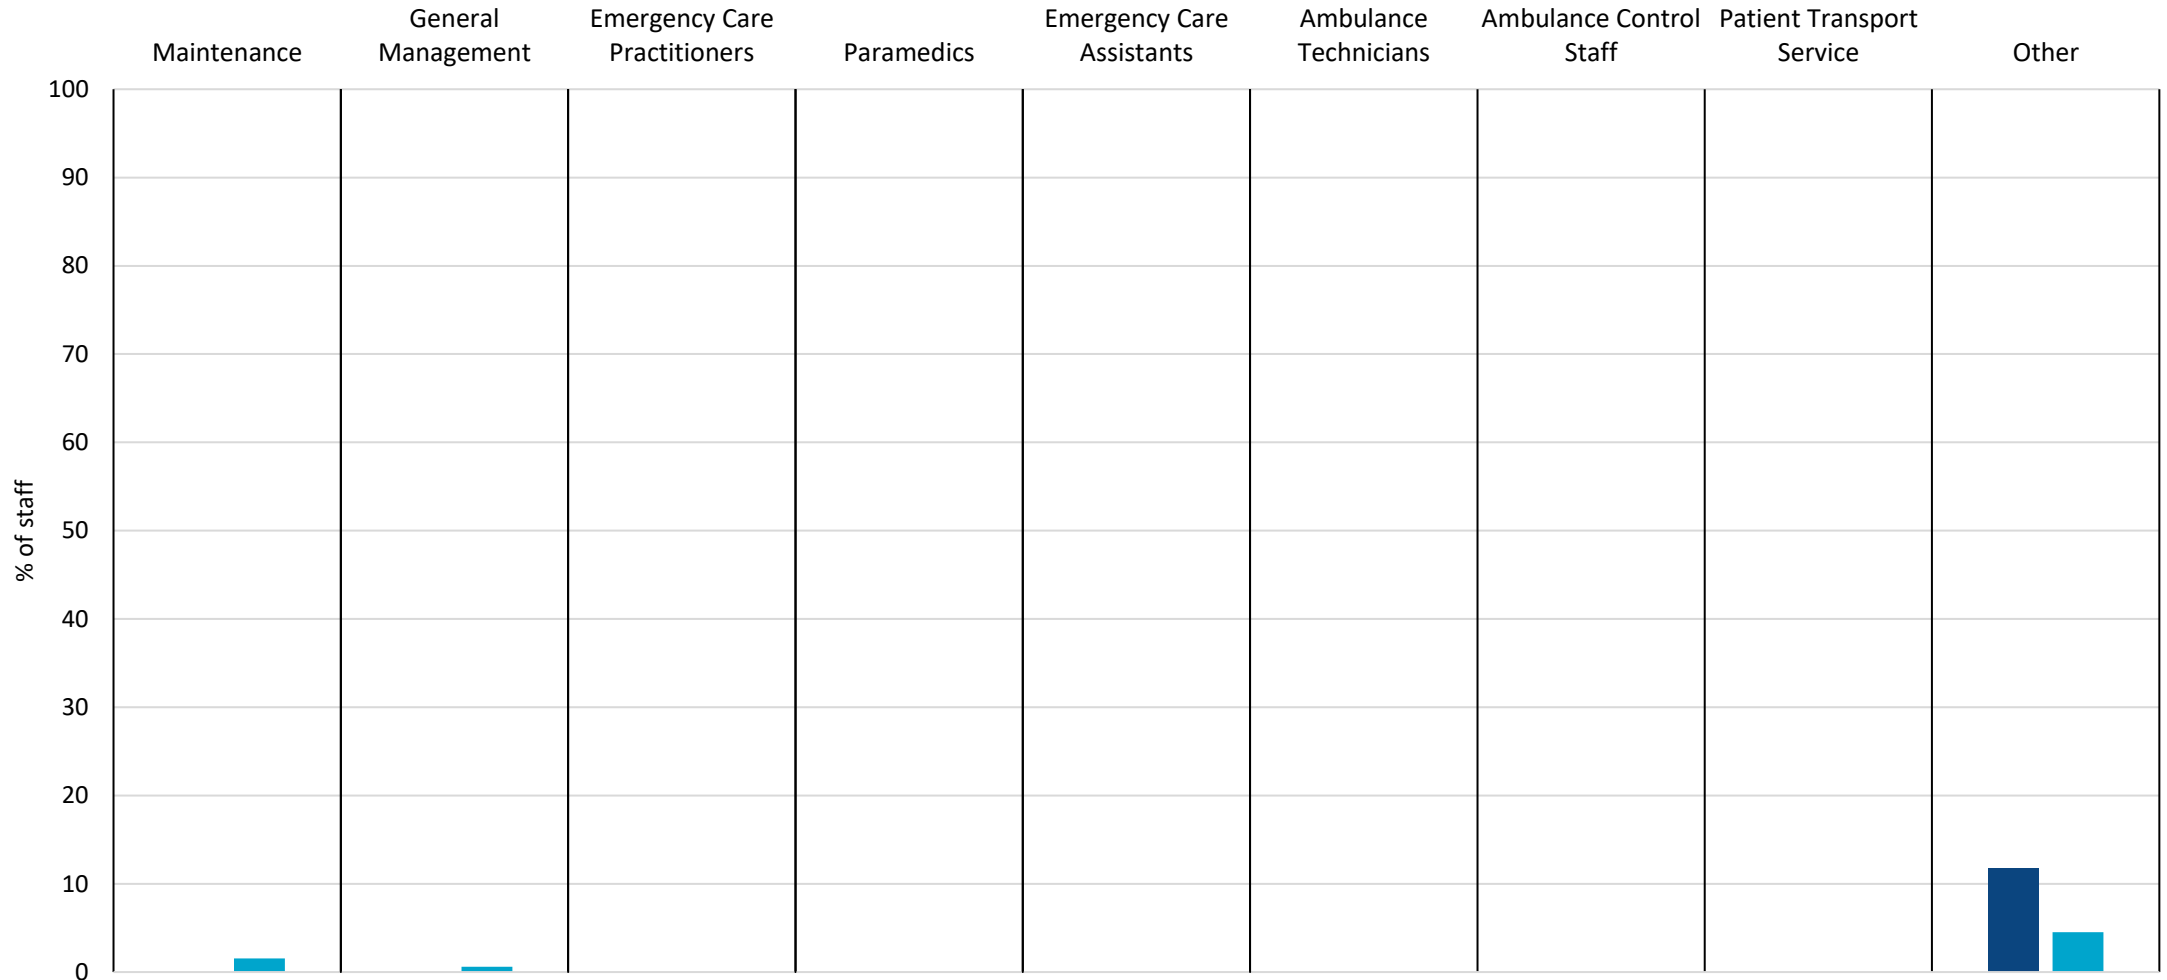 Maintenance
General
Management
Emergency Care
Practitioners
Paramedics
Emergency Care
Assistants
Ambulance
Technicians
Ambulance Control
Staff
Patient Transport
Service
Other
100
90
80
70
60
50
40
30
20
10
0
% of staff